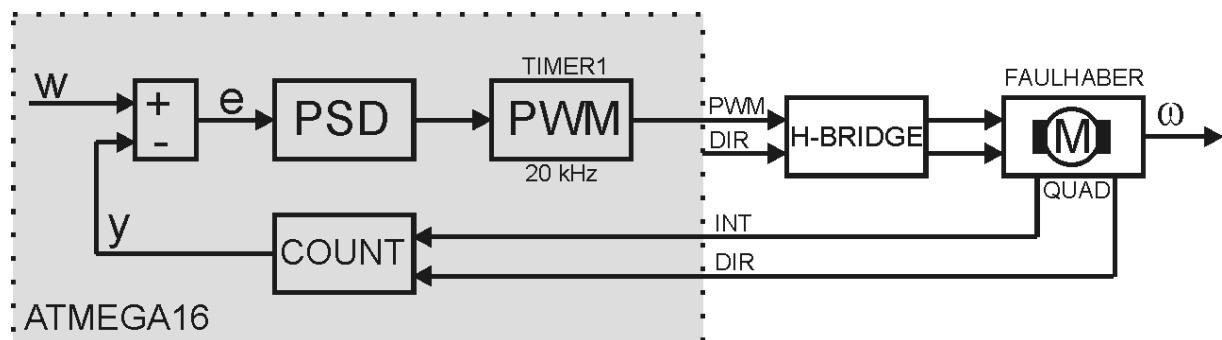 TIMER1
FAULHABER
w
+
-
e
PSD
PWM
PWM
DIR
H-BRIDGE
M
ω
20 kHz
QUAD
y
COUNT
INT
DIR
ATMEGA16